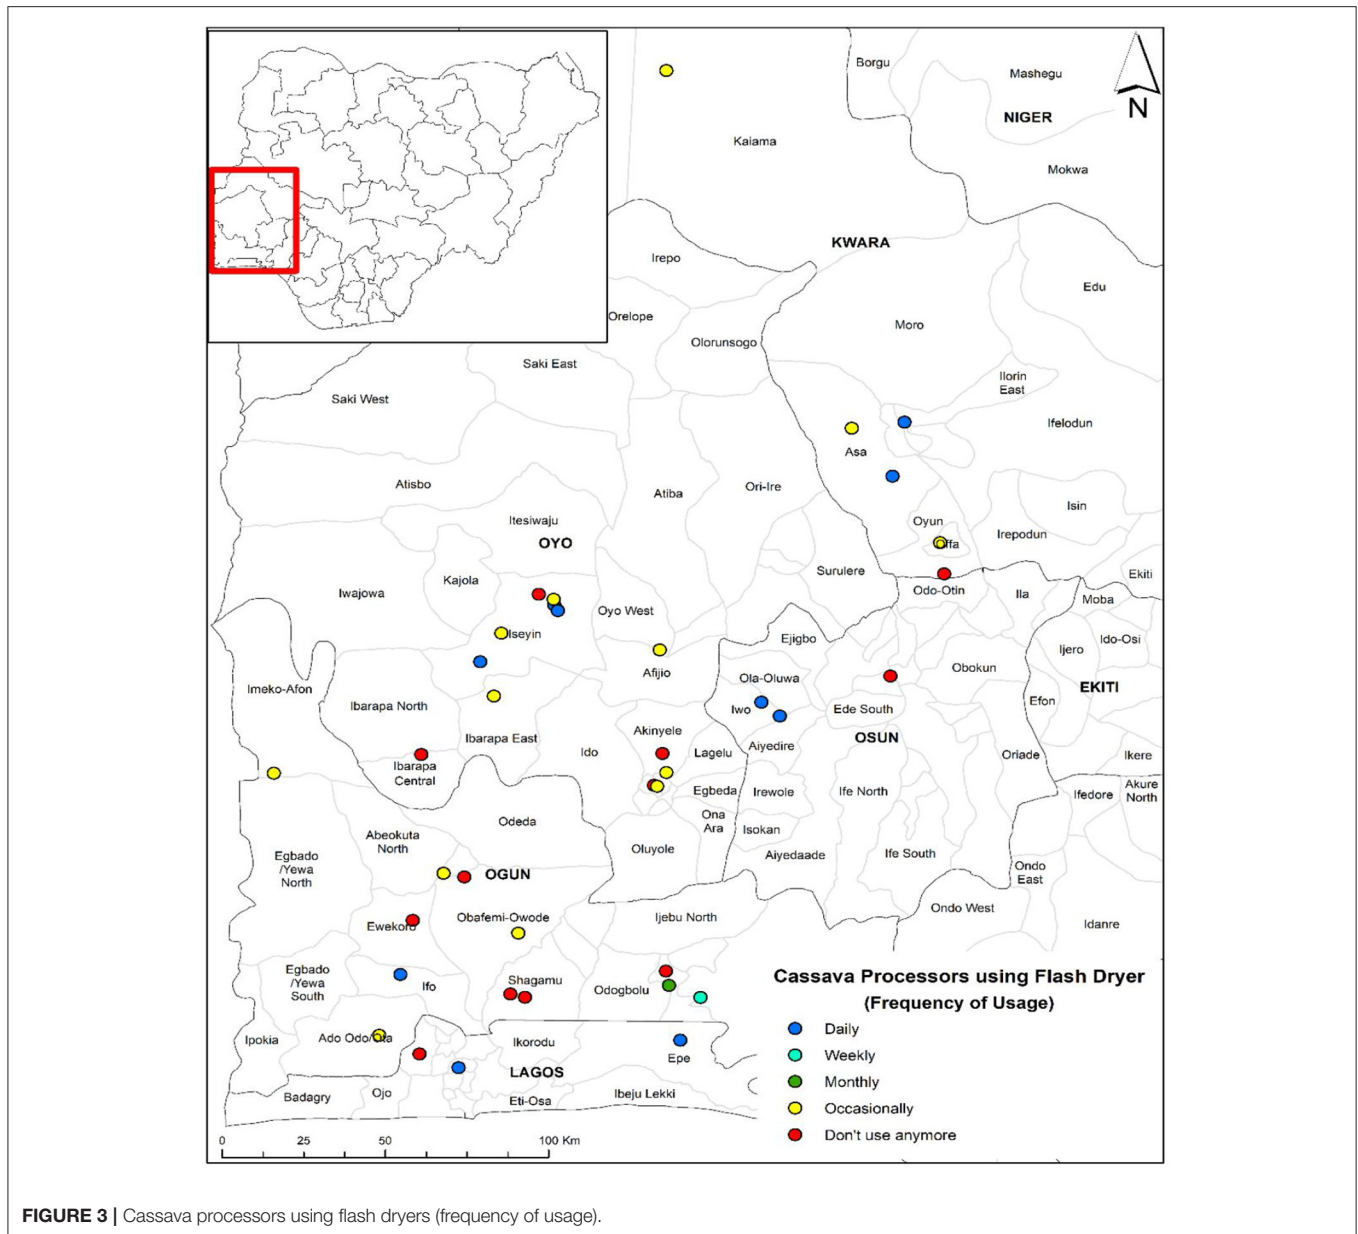 Borgu
Mashegu
N
NIGER
Kaiama
Mokwa
KWARA
Irepo
Edu
Orelope
Moro
Olorunsogo
Saki East
Ilorin
East
Saki West
Ifelodun
Asa
Atisbo
Ori-Ire
Atiba
Isin
Itesiwaju
Oyun
Irepodun
OYO
Offa
Surulere
Ekiti
Kajola
Iwajowa
Odo-Otin
Ila
Moba
Oyo West
Iseyin
Ejigbo
Ido-Osi
Ijero
Afijio
Obokun
Ola-Oluwa
Imeko-Afon
EKITI
Efon
Ibarapa North
Iwo
Ede South
Akinyele
Ibarapa East
OSUN
Ido
Lagelu
Aiyedire
Oriade
Ikere
Ibarapa
Central
Egbeda
Irewole
Ife North
Ifedore
Akure
North
Odeda
Ona
Ara
Isokan
Abeokuta
North
Oluyole
Aiyedaade
Ife South
Egbado
/Yewa
North
OGUN
Ondo
East
Ondo West
Obafemi-Owode
Ijebu North
Ewekoro
Idanre
Egbado
/Yewa
South
Ifo
Shagamu
Odogbolu
Ipokia
Ado Odo/Ota
Ikorodu
Epe
LAGOS
Badagry
Ojo
Eti-Osa
Ibeju Lekki
Cassava Processors using Flash Dryer
(Frequency of Usage)
Daily
Weekly
Monthly
Occasionally
Don't use anymore
0 25 50 100 Km
FIGURE 3 | Cassava processors using flash dryers (frequency of usage).